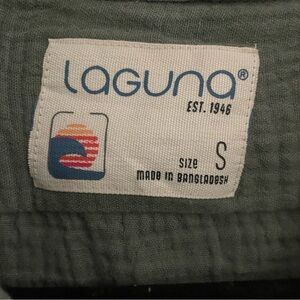 Laguna®
EST. 1946
SIZE S
MADE IN BANGLADESH